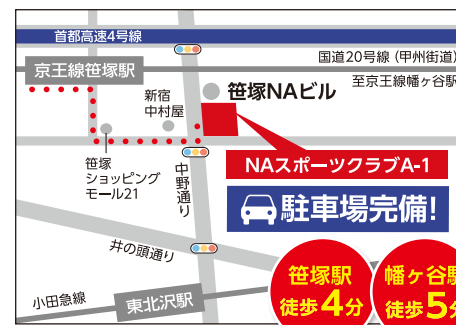 首都高速4号線
国道20号線 (甲州街道)
京王線笹塚駅
至京王線幡ヶ谷駅
新宿
中村屋
笹塚NAビル
笹塚
ショッピング
モール21
中野通り
NAスポーツクラブA-1
駐車場完備!
井の頭通り
小田急線
東北沢駅
笹塚駅
徒歩4分
幡ヶ谷駅
徒歩5分